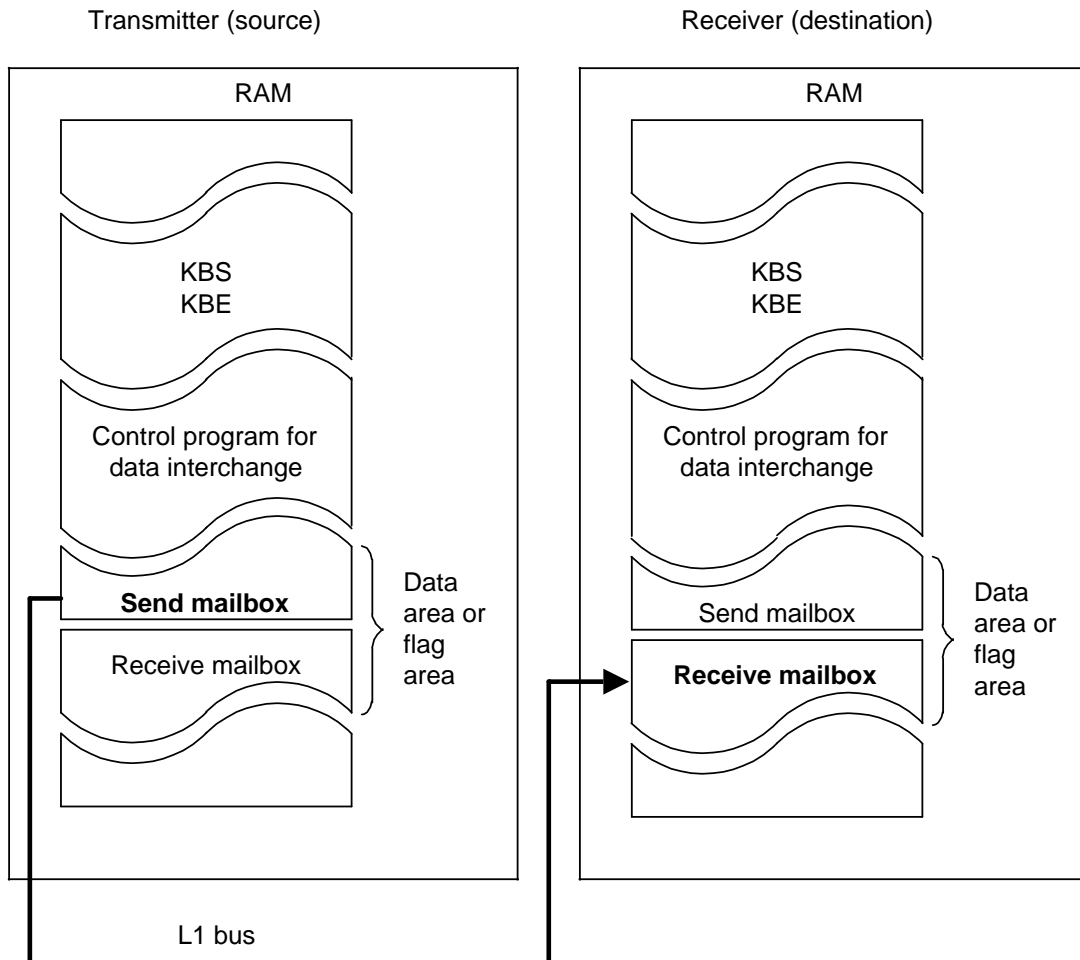 Transmitter (source)
RAM
KBS
KBE
Control program for
data interchange
Send mailbox
Receive mailbox
Data
area or
flag
area
L1 bus
Receiver (destination)
RAM
KBS
KBE
Control program for
data interchange
Send mailbox
Receive mailbox
Data
area or
flag
area